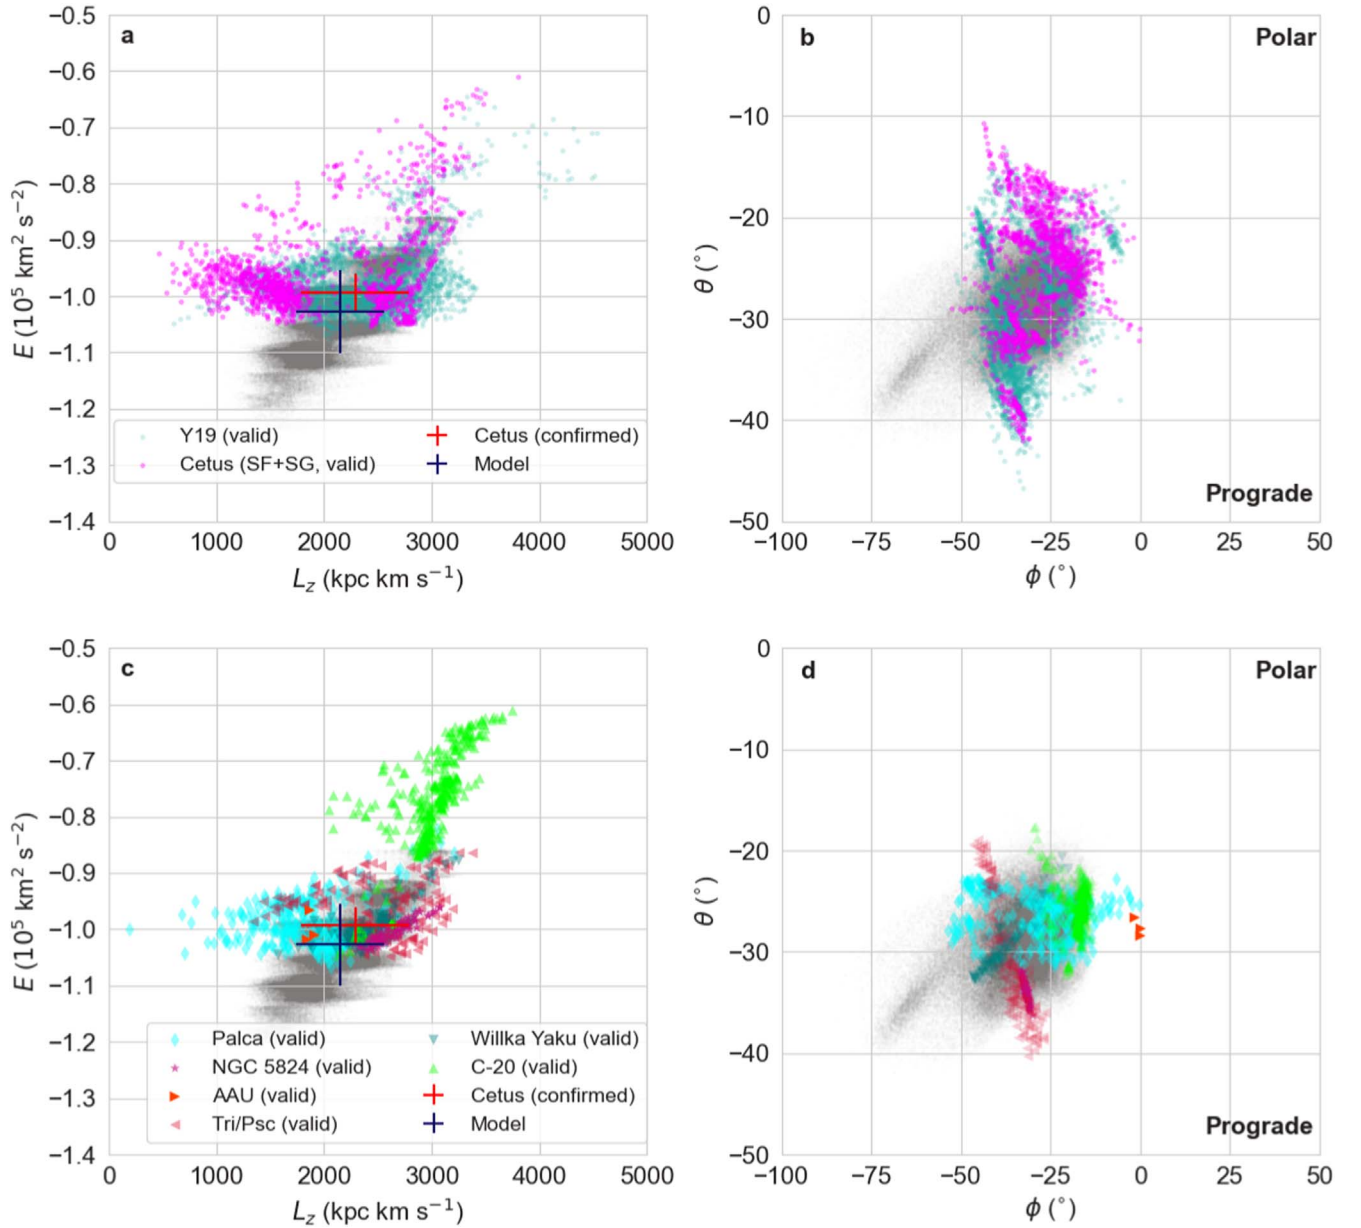 a
−0.5
−0.6
−0.7
−0.8
−0.9
−1.0
−1.1
−1.2
−1.3
−1.4
E (10⁵ km² s⁻²)
Y19 (valid)
Cetus (SF+SG, valid)
Cetus (confirmed)
Model
0 1000 2000 3000 4000 5000
L_z (kpc km s⁻¹)
b
Polar
0
−10
−20
−30
−40
−50
θ (°)
Prograde
−100 −75 −50 −25 0 25 50
ϕ (°)
c
−0.5
−0.6
−0.7
−0.8
−0.9
−1.0
−1.1
−1.2
−1.3
−1.4
E (10⁵ km² s⁻²)
Palca (valid)
NGC 5824 (valid)
AAU (valid)
Tri/Psc (valid)
Willka Yaku (valid)
C-20 (valid)
Cetus (confirmed)
Model
0 1000 2000 3000 4000 5000
L_z (kpc km s⁻¹)
d
Polar
0
−10
−20
−30
−40
−50
θ (°)
Prograde
−100 −75 −50 −25 0 25 50
ϕ (°)